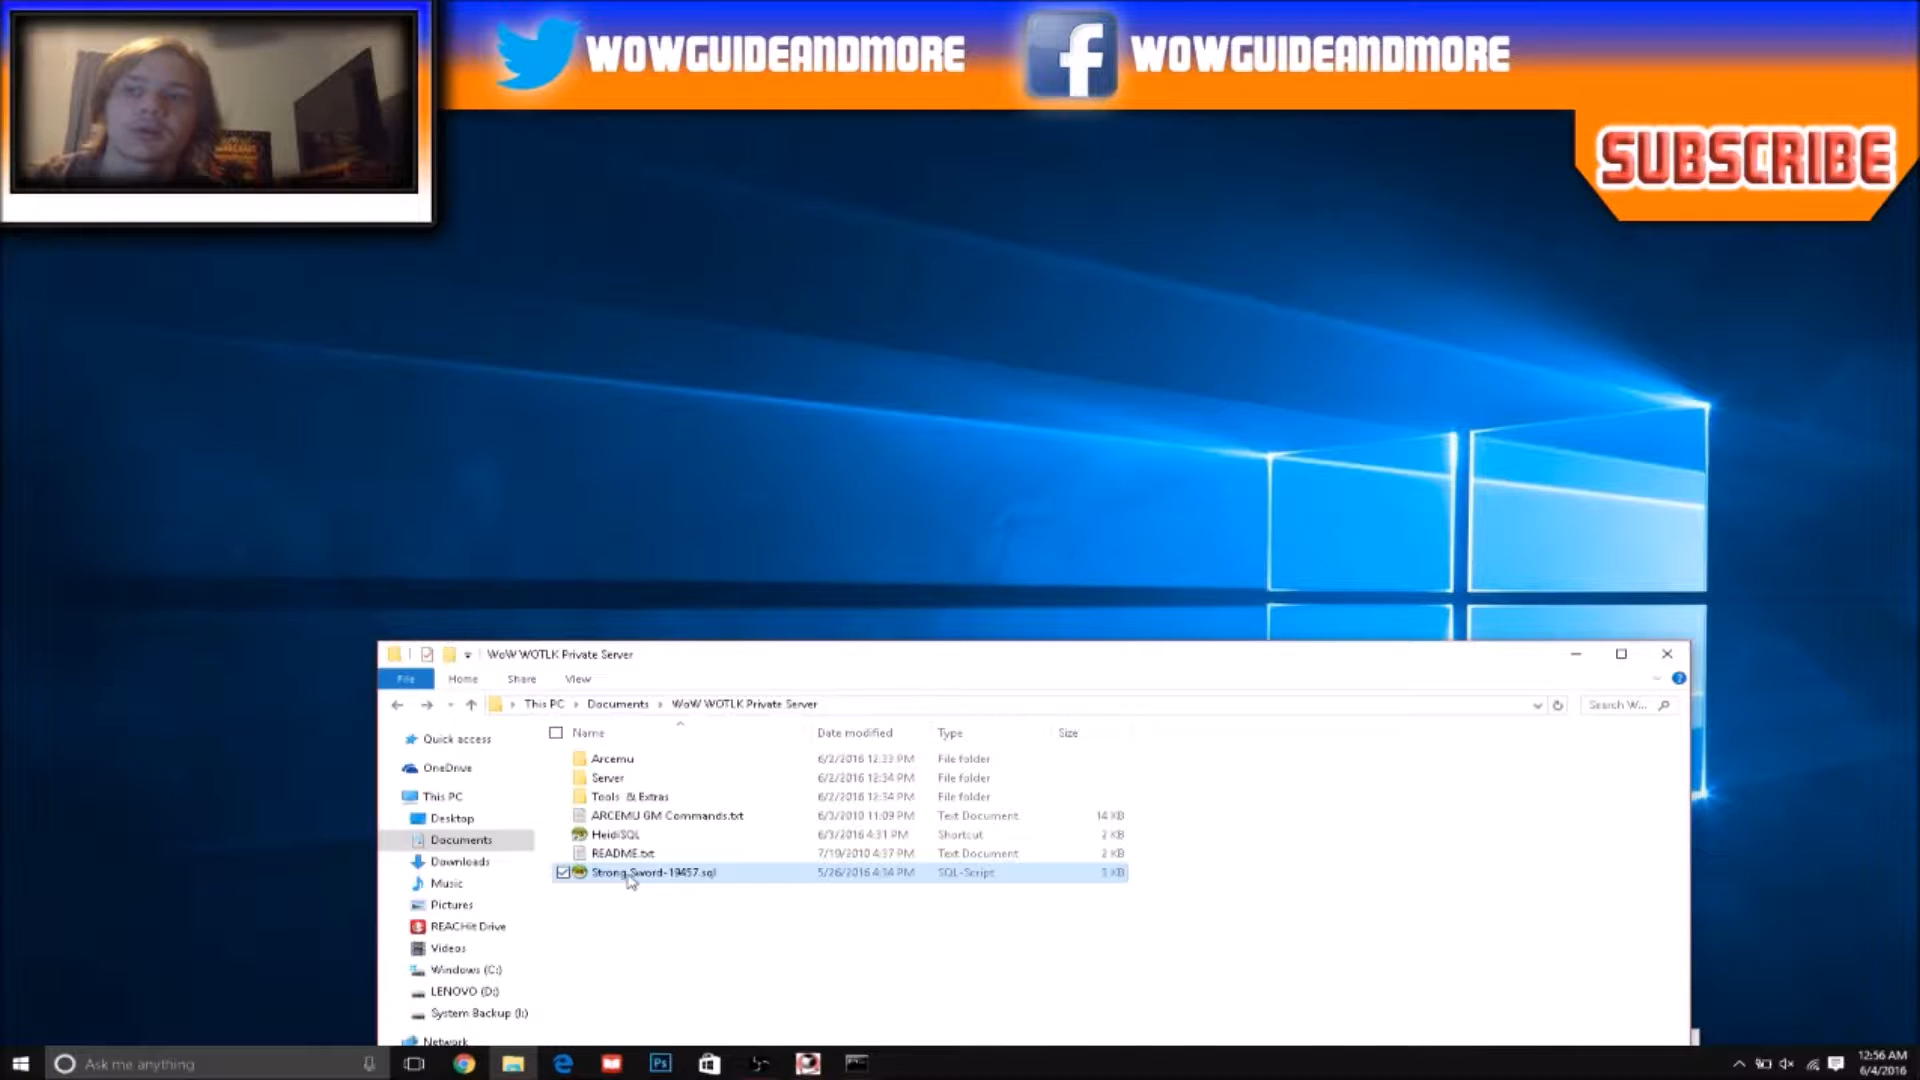 WOWGUIDEANDMORE
WOWGUIDEANDMORE
SUBSCRIBE
WoW WOTLK Private Server
File Home Share View
This PC > Documents > WoW WOTLK Private Server
Search W...
Name Date modified Type Size
Quick access
OneDrive
This PC
Desktop
Documents
Downloads
Music
Pictures
REACHit Drive
Videos
Windows (C:)
LENOVO (D:)
System Backup (I:)
Network
Arcemu 6/2/2016 12:33 PM File folder
Server 6/2/2016 12:34 PM File folder
Tools & Extras 6/2/2016 12:34 PM File folder
ARCEMU GM Commands.txt 6/3/2010 11:09 PM Text Document 14 KB
HeidiSQL 6/3/2016 4:31 PM Shortcut 2 KB
README.txt 7/19/2010 4:37 PM Text Document 2 KB
Strong Sword-19457.sql 5/26/2016 4:34 PM SQL-Script 3 KB
Ask me anything
Ps
12:56 AM
6/4/2016